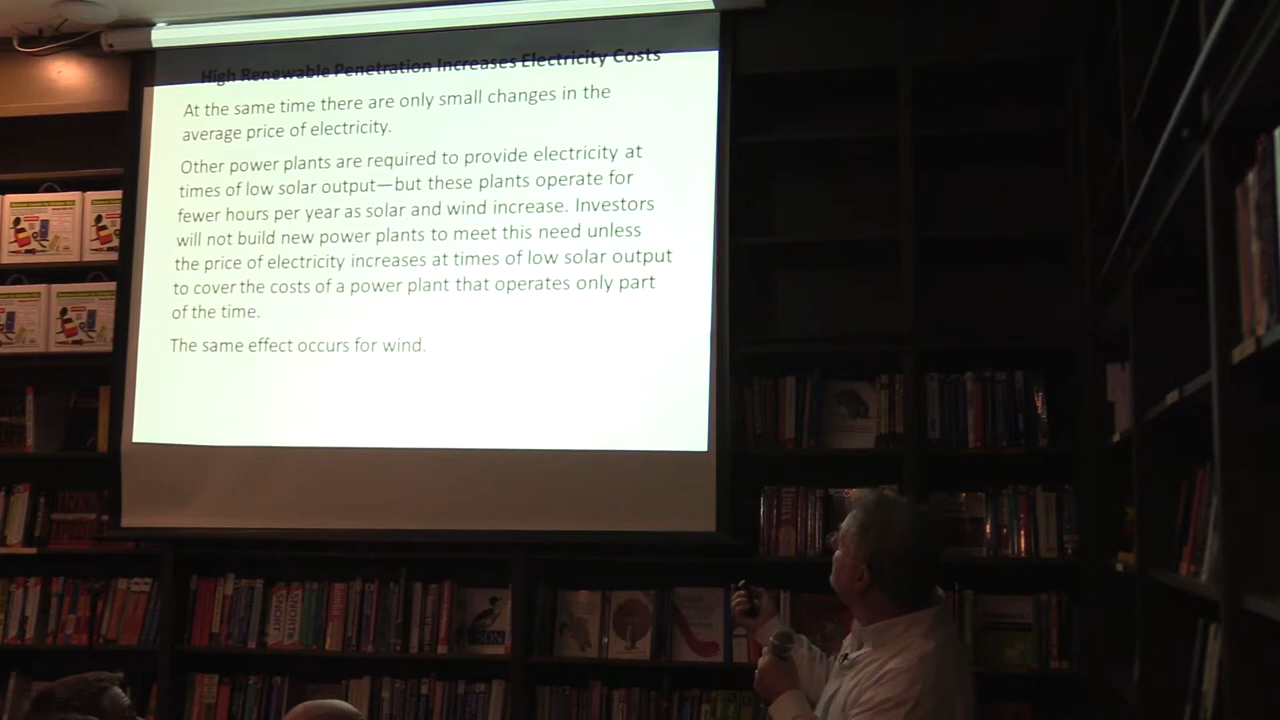 High Renewable Penetration Increases Electricity Costs
At the same time there are only small changes in the
average price of electricity.
Other power plants are required to provide electricity at
times of low solar output—but these plants operate for
fewer hours per year as solar and wind increase. Investors
will not build new power plants to meet this need unless
the price of electricity increases at times of low solar output
to cover the costs of a power plant that operates only part
of the time.
The same effect occurs for wind.